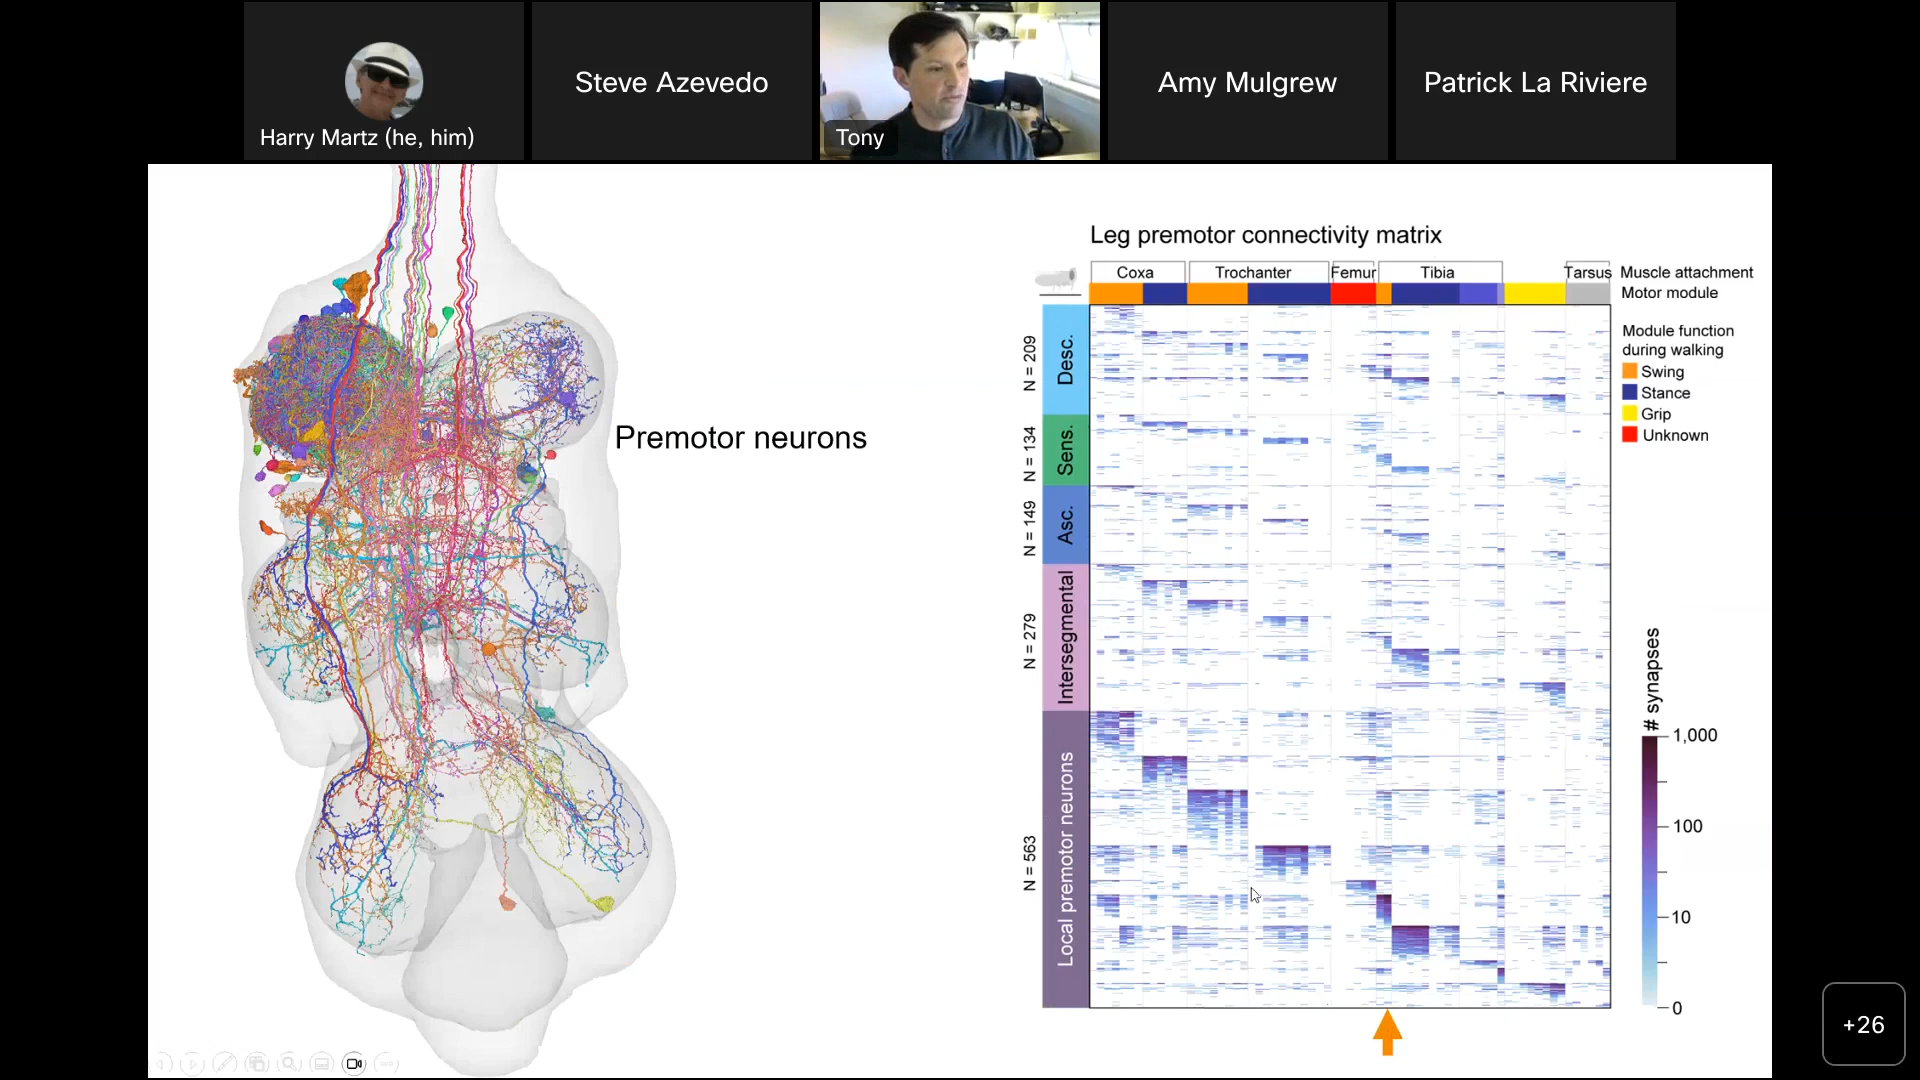 Harry Martz (he, him)
Steve Azevedo
Tony
Amy Mulgrew
Patrick La Riviere
Premotor neurons
Leg premotor connectivity matrix
Coxa
Trochanter
Femur
Tibia
Tarsus
Muscle attachment
Motor module
Module function
during walking
Swing
Stance
Grip
Unknown
N = 209
Desc.
N = 134
Sens.
N = 149
Asc.
N = 279
Intersegmental
N = 563
Local premotor neurons
# synapses
1,000
100
10
0
+26